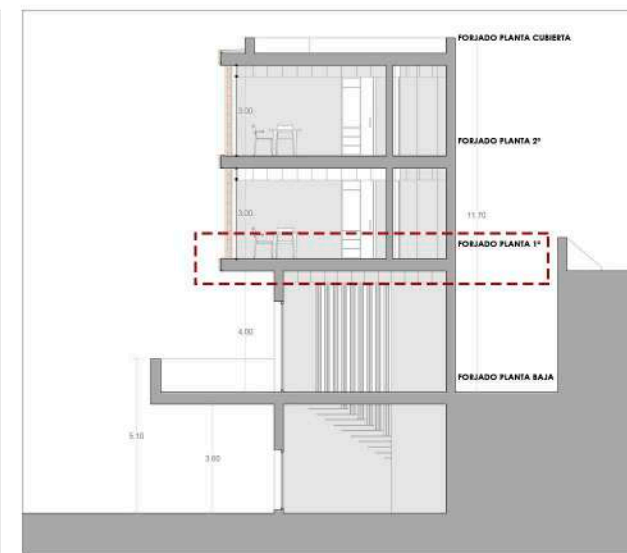 FORJADO PLANTA CUBIERTA
3.00
FORJADO PLANTA 2ª
3.00
11.70
FORJADO PLANTA 1ª
4.00
FORJADO PLANTA BAJA
5.10
3.60